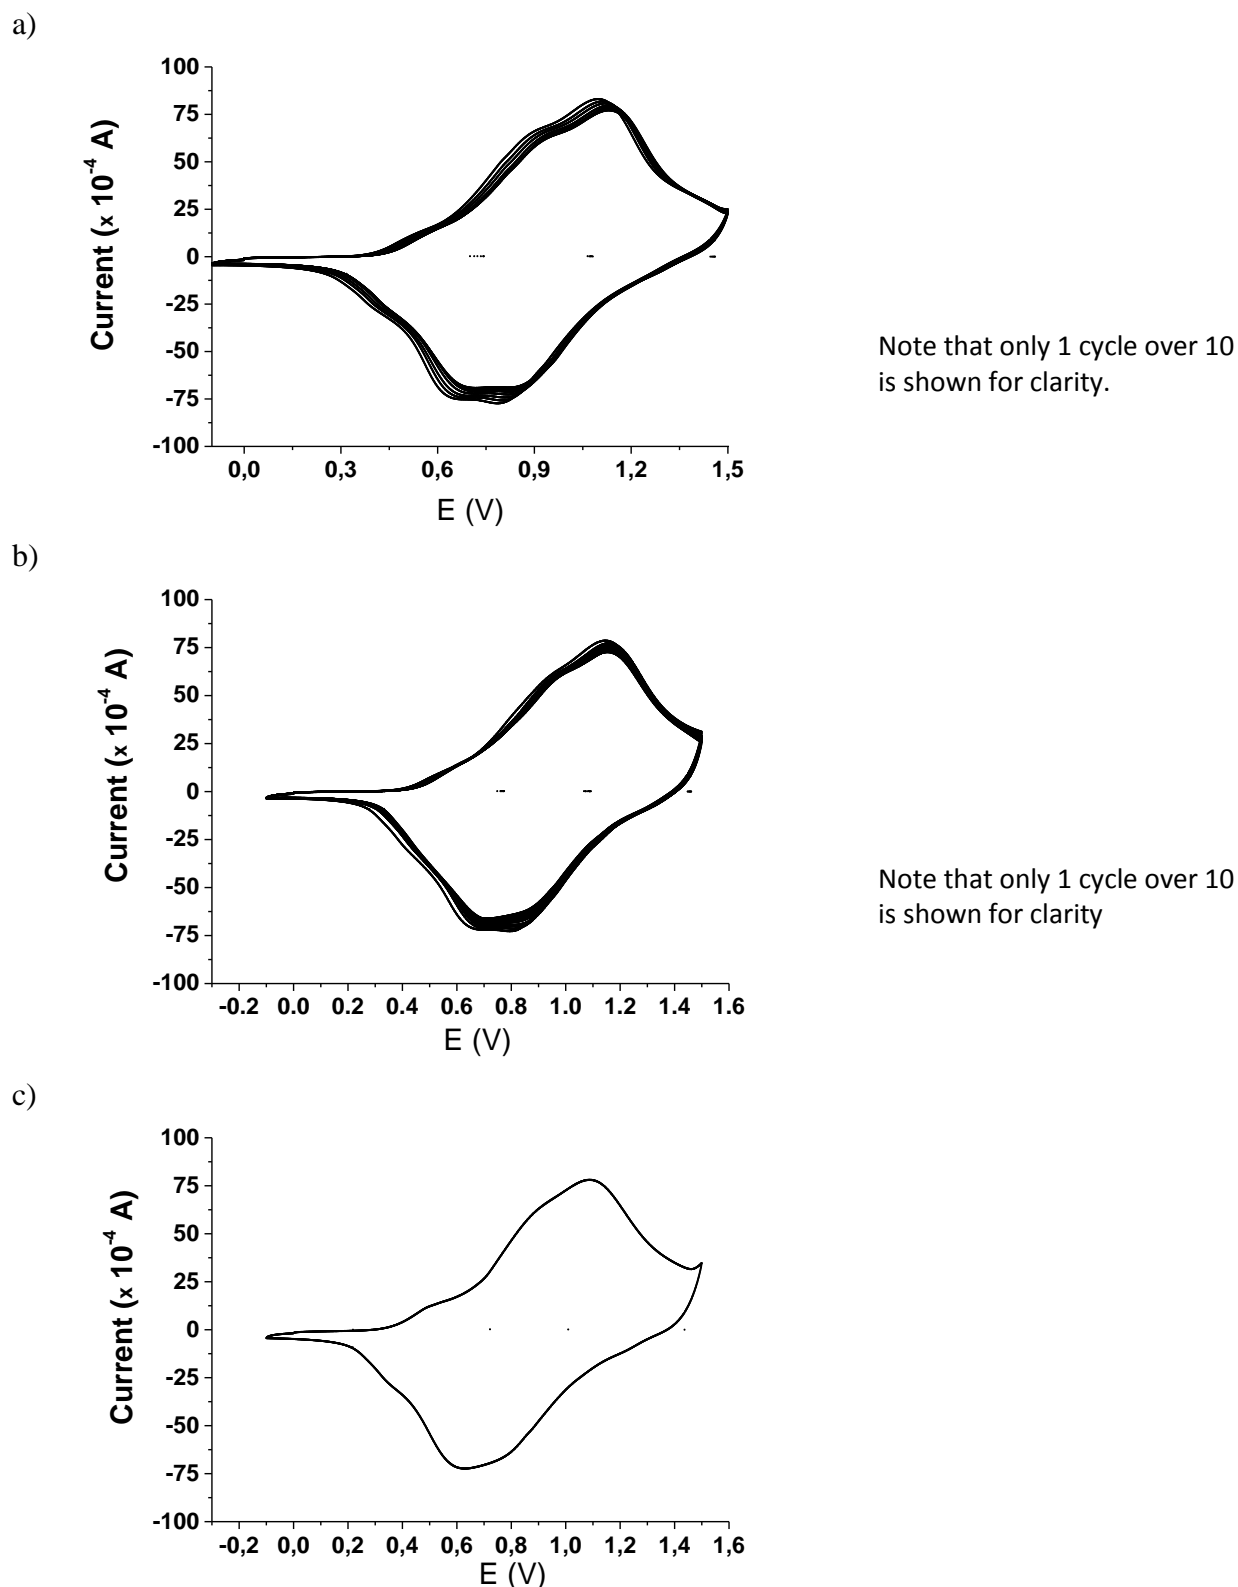 a)
100
75
50
25
0
-25
-50
-75
-100
Current (x 10-4 A)
0,0 0,3 0,6 0,9 1,2 1,5
E (V)
Note that only 1 cycle over 10
is shown for clarity.
b)
100
75
50
25
0
-25
-50
-75
-100
Current (x 10-4 A)
-0.2 0.0 0.2 0.4 0.6 0.8 1.0 1.2 1.4 1.6
E (V)
Note that only 1 cycle over 10
is shown for clarity
c)
100
75
50
25
0
-25
-50
-75
-100
Current (x 10-4 A)
-0,2 0,0 0,2 0,4 0,6 0,8 1,0 1,2 1,4 1,6
E (V)